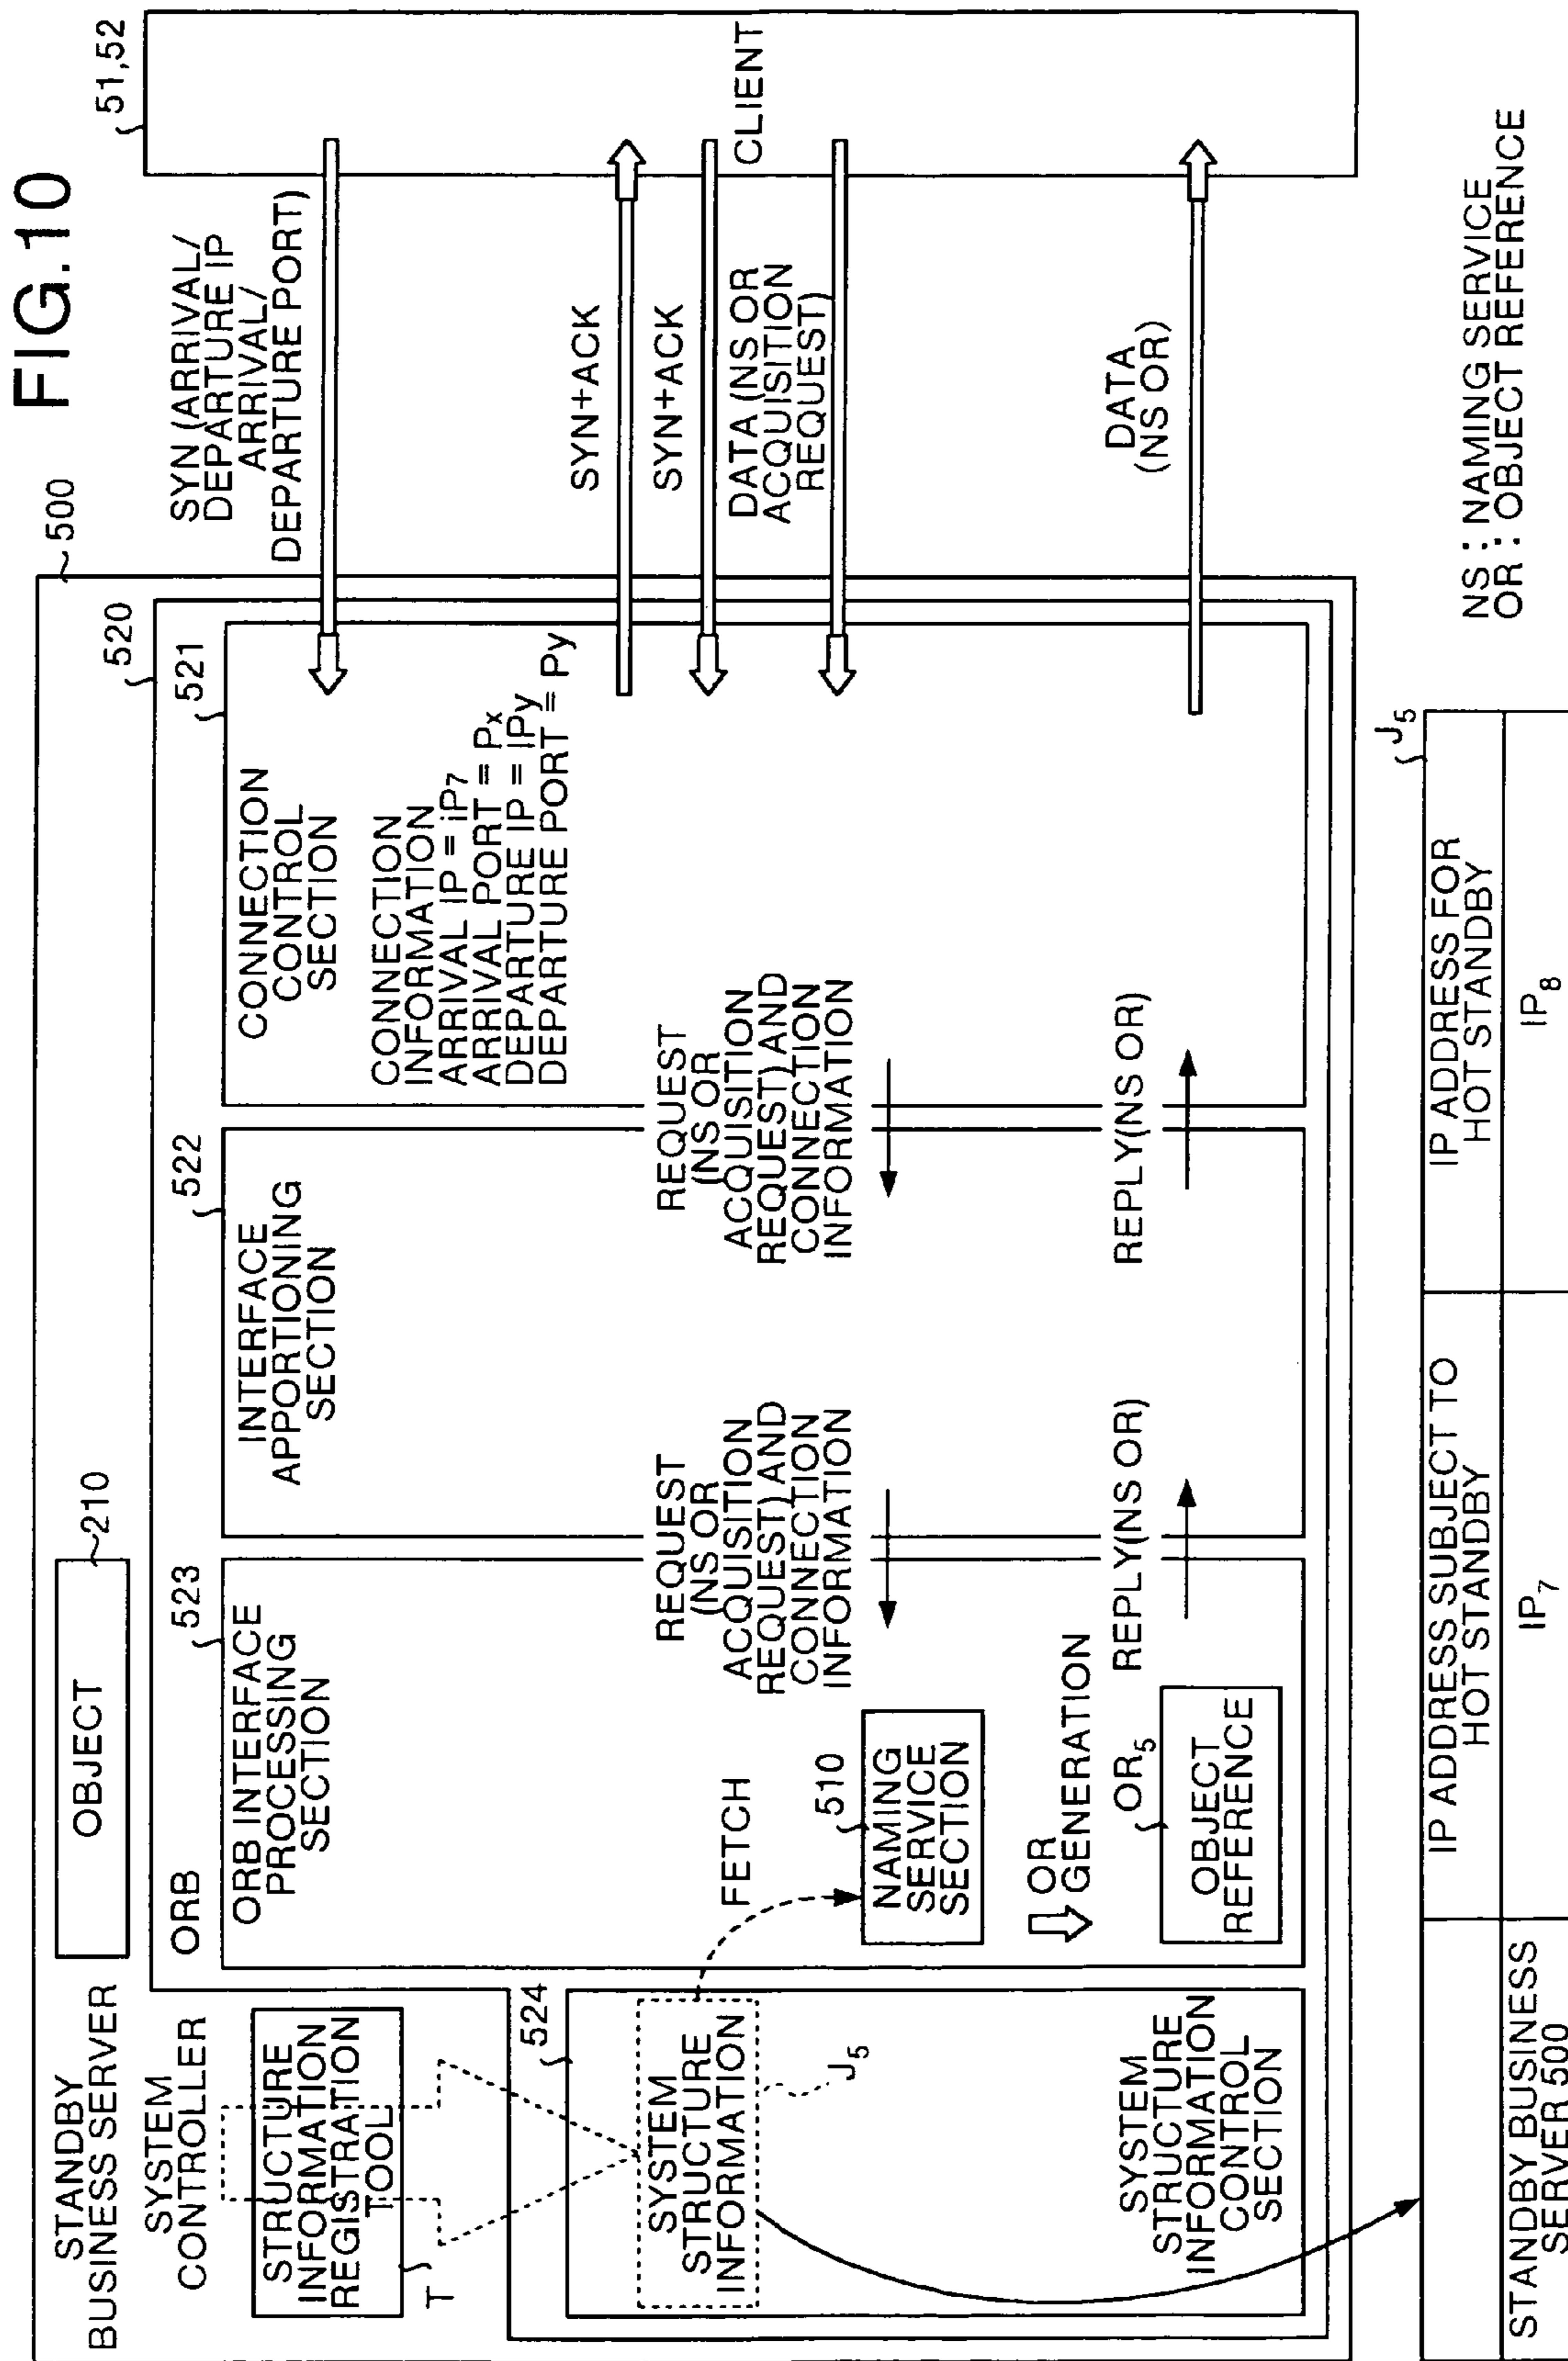 FIG.10
500
51,52
STANDBY
BUSINESS SERVER
OBJECT
210
SYSTEM
CONTROLLER
STRUCTURE
INFORMATION
REGISTRATION
TOOL
T
ORB
520
523
ORB INTERFACE
PROCESSING
SECTION
522
INTERFACE
APPORTIONING
SECTION
521
CONNECTION
CONTROL
SECTION
CONNECTION
INFORMATION
ARRIVAL IP = iP7
ARRIVAL PORT = Px
DEPARTURE IP = IPy
DEPARTURE PORT = Py
SYN (ARRIVAL/
DEPARTURE IP
ARRIVAL/
DEPARTURE PORT)
SYN+ACK
SYN+ACK
DATA (NS OR
ACQUISITION
REQUEST)
DATA
(NS OR)
CLIENT
524
SYSTEM
STRUCTURE
INFORMATION
J5
SYSTEM
STRUCTURE
INFORMATION
CONTROL
SECTION
FETCH
510
NAMING
SERVICE
SECTION
OR
GENERATION
OR5
OBJECT
REFERENCE
REQUEST
(NS OR
ACQUISITION
REQUEST) AND
CONNECTION
INFORMATION
REPLY(NS OR)
REQUEST
(NS OR
ACQUISITION
REQUEST) AND
CONNECTION
INFORMATION
REPLY(NS OR)
J5
IP ADDRESS SUBJECT TO
HOT STANDBY
IP ADDRESS FOR
HOT STANDBY
STANDBY BUSINESS
SERVER 500
IP7
IP8
NS : NAMING SERVICE
OR : OBJECT REFERENCE